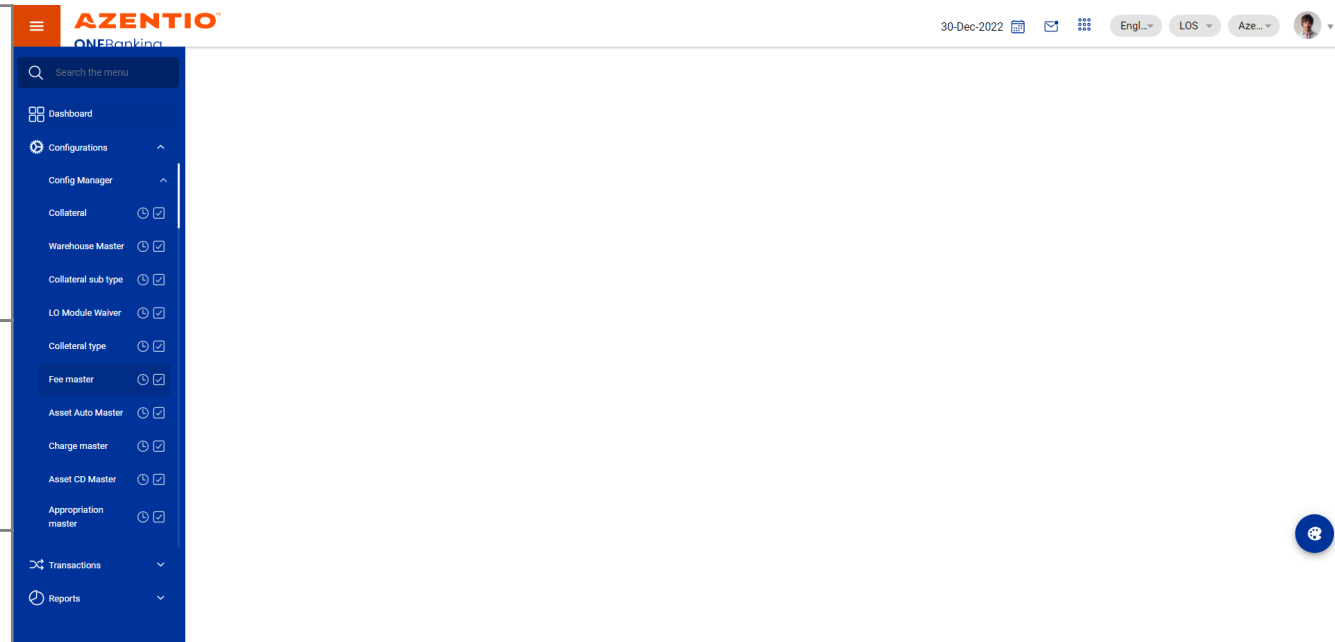 AZENTIO™
ONEBanking
30-Dec-2022
Engl...
LOS
Aze...
Search the menu
Dashboard
Configurations
Config Manager
Collateral
Warehouse Master
Collateral sub type
LO Module Waiver
Colleteral type
Fee master
Asset Auto Master
Charge master
Asset CD Master
Appropriation
master
Transactions
Reports